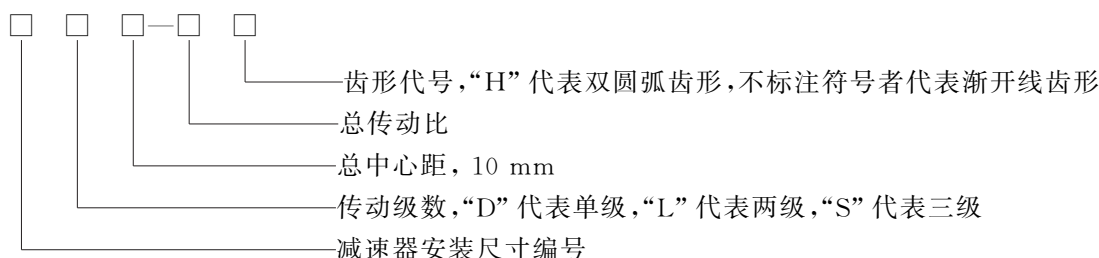 □ □ □—□ □
齿形代号,“H”代表双圆弧齿形,不标注符号者代表渐开线齿形
总传动比
总中心距, 10 mm
传动级数,“D”代表单级,“L”代表两级,“S”代表三级
减速器安装尺寸编号